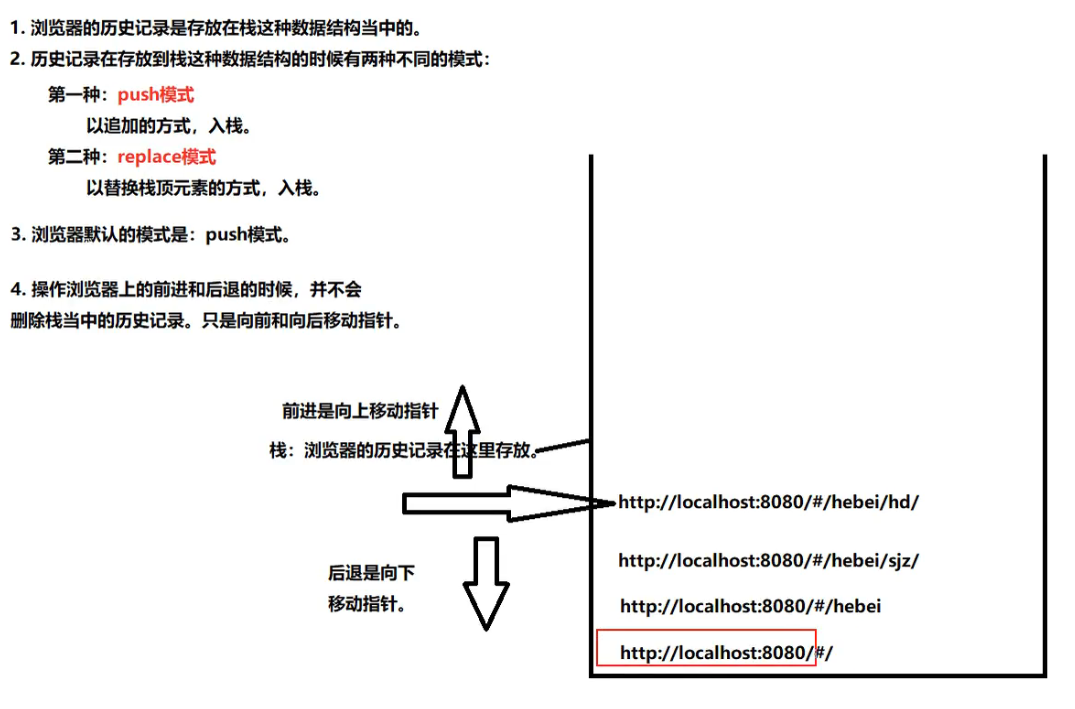 1. 浏览器的历史记录是存放在栈这种数据结构当中的。
2. 历史记录在存放到栈这种数据结构的时候有两种不同的模式：
第一种：push模式
以追加的方式，入栈。
第二种：replace模式
以替换栈顶元素的方式，入栈。
3. 浏览器默认的模式是：push模式。
4. 操作浏览器上的前进和后退的时候，并不会
删除栈当中的历史记录。只是向前和向后移动指针。
前进是向上移动指针
栈：浏览器的历史记录在这里存放。
http://localhost:8080/#/hebei/hd/
http://localhost:8080/#/hebei/sjz/
后退是向下
移动指针。
http://localhost:8080/#/hebei
http://localhost:8080/#/